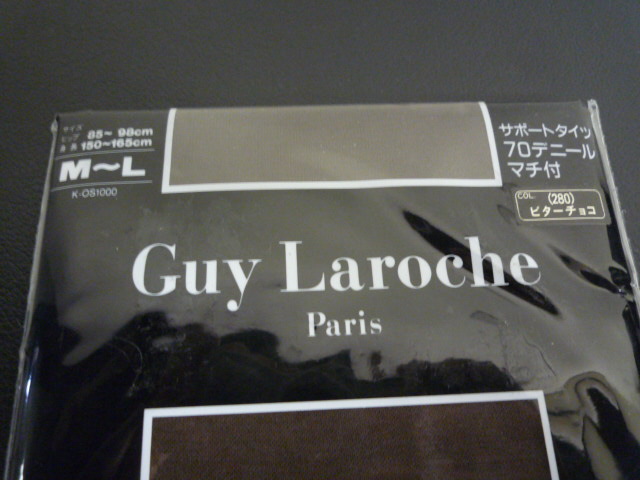 サイズ
ヒップ 85~98cm
身長 150~165cm
M~L
K-OS1000
サポートタイツ
70デニール
マチ付
COL. (280)
ビターチョコ
Guy Laroche
Paris